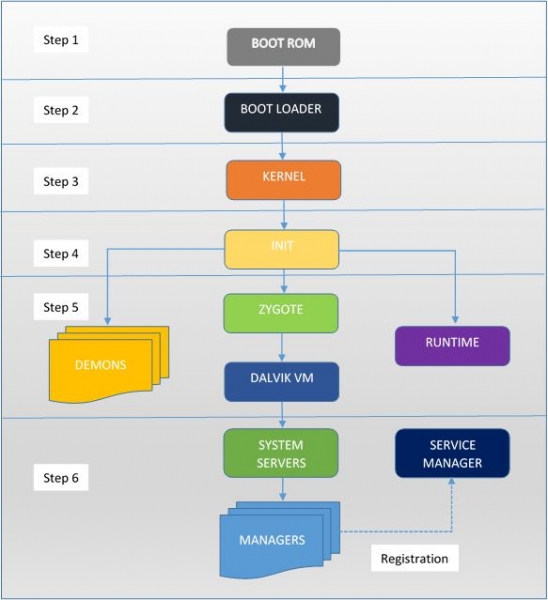 Step 1
BOOT ROM
Step 2
BOOT LOADER
Step 3
KERNEL
Step 4
INIT
Step 5
ZYGOTE
DEMONS
RUNTIME
DALVIK VM
Step 6
SYSTEM
SERVERS
SERVICE
MANAGER
MANAGERS
Registration